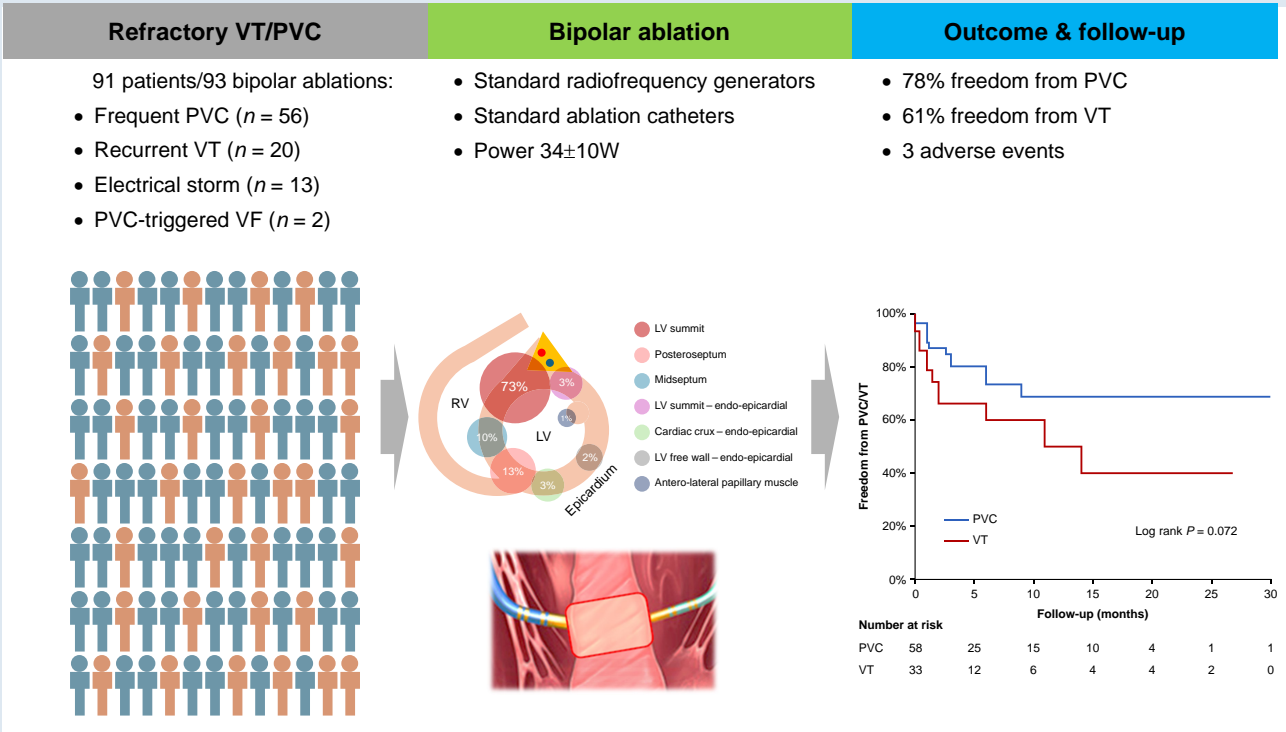 Refractory VT/PVC
Bipolar ablation
Outcome & follow-up
91 patients/93 bipolar ablations:
• Frequent PVC (n = 56)
• Recurrent VT (n = 20)
• Electrical storm (n = 13)
• PVC-triggered VF (n = 2)
• Standard radiofrequency generators
• Standard ablation catheters
• Power 34±10W
• 78% freedom from PVC
• 61% freedom from VT
• 3 adverse events
RV
LV
73%
3%
1%
10%
13%
3%
2%
Epicardium
LV summit
Posteroseptum
Midseptum
LV summit – endo-epicardial
Cardiac crux – endo-epicardial
LV free wall – endo-epicardial
Antero-lateral papillary muscle
Freedom from PVC/VT
100%
80%
60%
40%
20%
0%
PVC
VT
Log rank P = 0.072
0 5 10 15 20 25 30
Follow-up (months)
Number at risk
PVC 58 25 15 10 4 1 1
VT 33 12 6 4 4 2 0